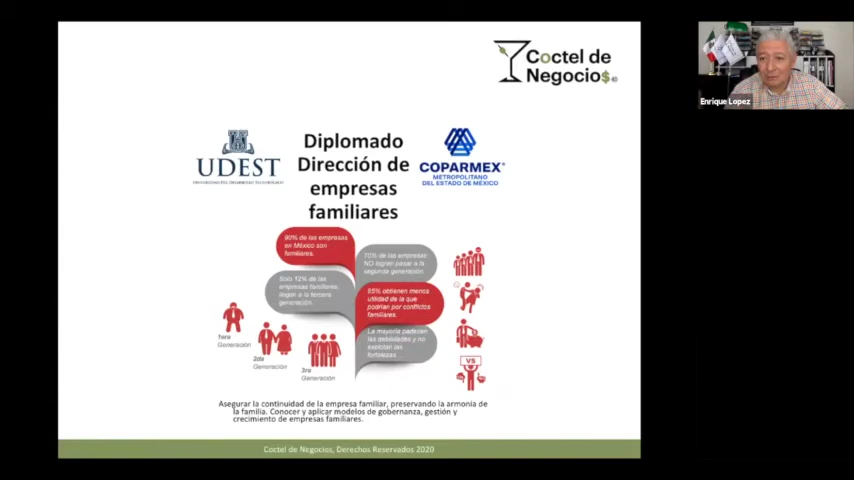 Coctel de
Negocio$
Enrique Lopez
UDEST
Diplomado
Dirección de
empresas
familiares
COPARMEX
METROPOLITANO
DEL ESTADO DE MÉXICO
90% de las empresas
en México son
familiares.
70% de las empresas
NO logran pasar a la
segunda generación.
Solo 12% de las
empresas familiares,
llegan a la tercera
generación.
95% obtienen menos
utilidad de la que
podrían por conflictos
familiares.
La mayoría padecen
las debilidades y no
explotan las
fortalezas
1era
Generación
2da
Generación
3ra
Generación
VS
Asegurar la continuidad de la empresa familiar, preservando la armonía de
la familia. Conocer y aplicar modelos de gobernanza, gestión y
crecimiento de empresas familiares.
Coctel de Negocios, Derechos Reservados 2020